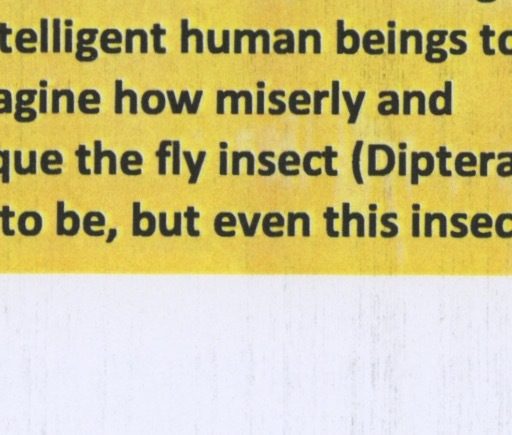 telligent human beings to
agine how miserly and
que the fly insect (Diptera
to be, but even this insec